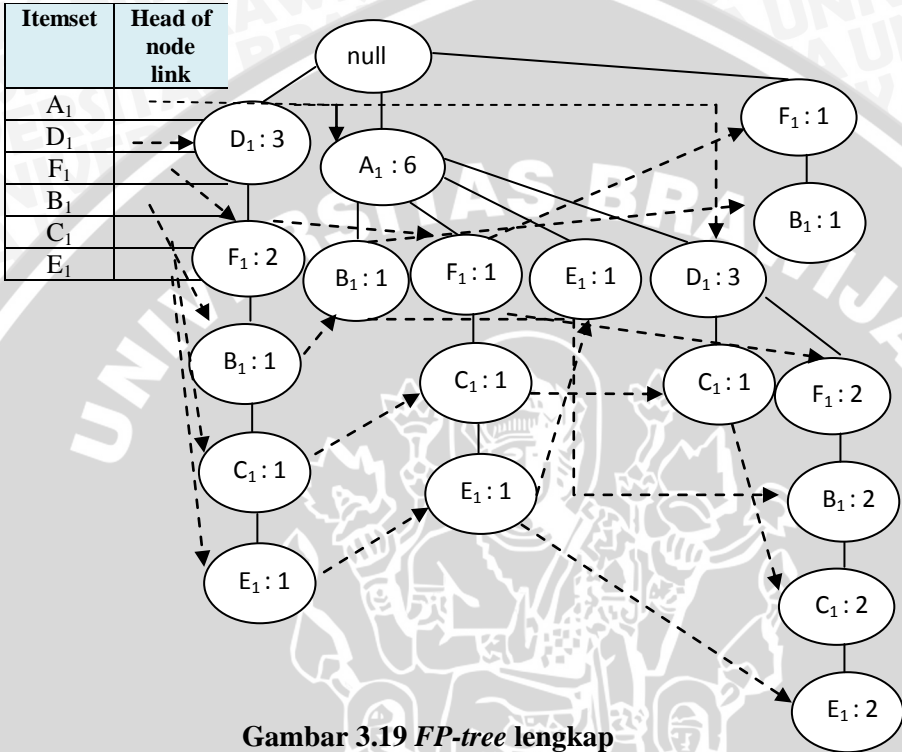 Itemset Head of node link
A₁
D₁
F₁
B₁
C₁
E₁
null
D₁ : 3
A₁ : 6
F₁ : 1
F₁ : 2
B₁ : 1
F₁ : 1
E₁ : 1
D₁ : 3
B₁ : 1
B₁ : 1
C₁ : 1
C₁ : 1
F₁ : 2
C₁ : 1
E₁ : 1
B₁ : 2
E₁ : 1
C₁ : 2
E₁ : 2
UNIVERSITAS BRAWIJAYA
Gambar 3.19 FP-tree lengkap